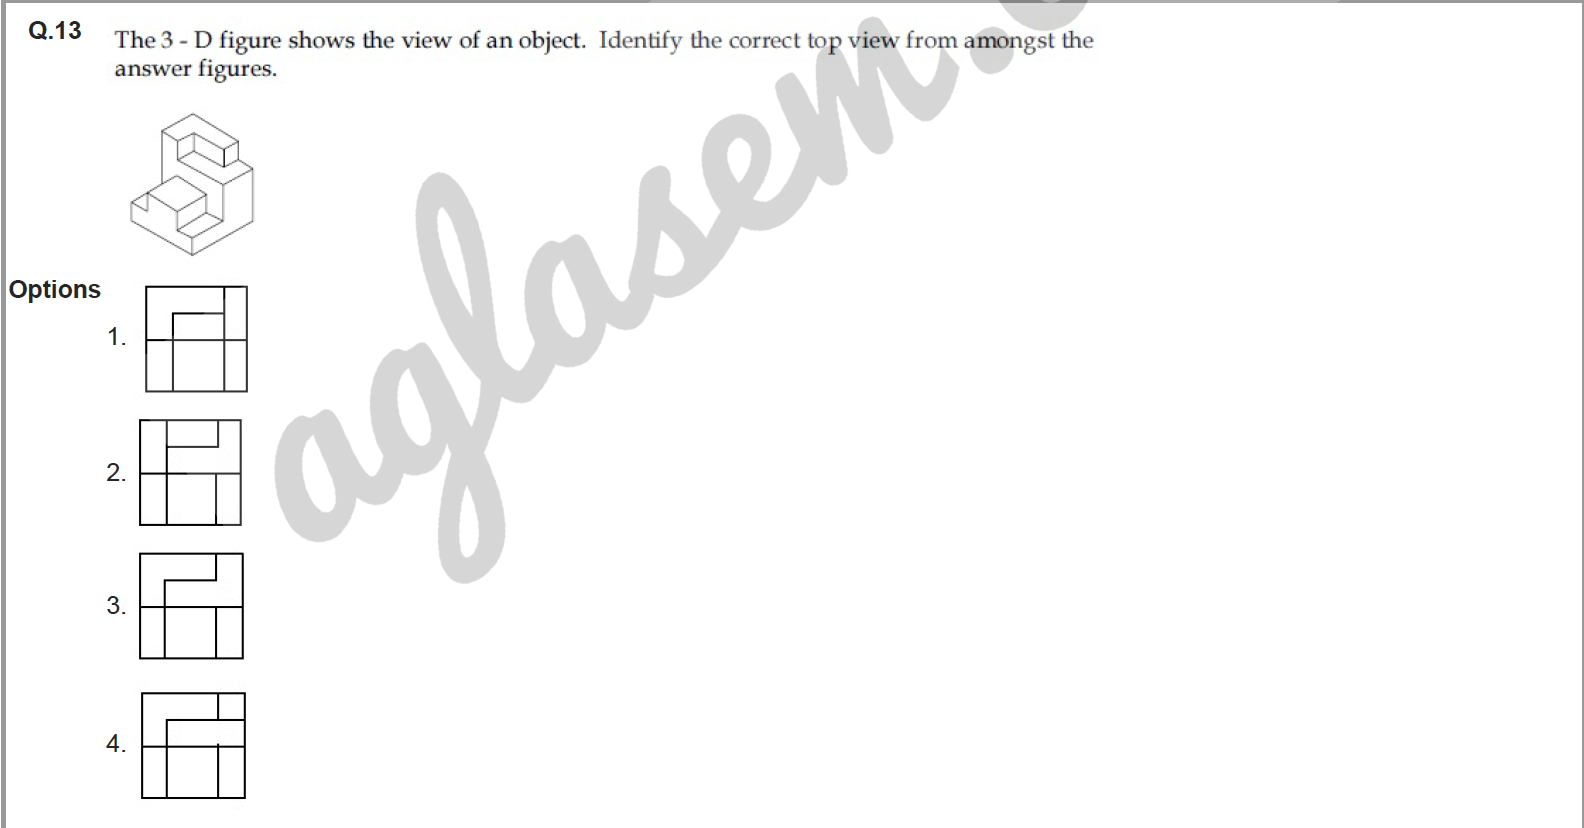 Q.13
The 3 - D figure shows the view of an object. Identify the correct top view from amongst the
answer figures.
Options
1.
2.
3.
4.
aglasem.